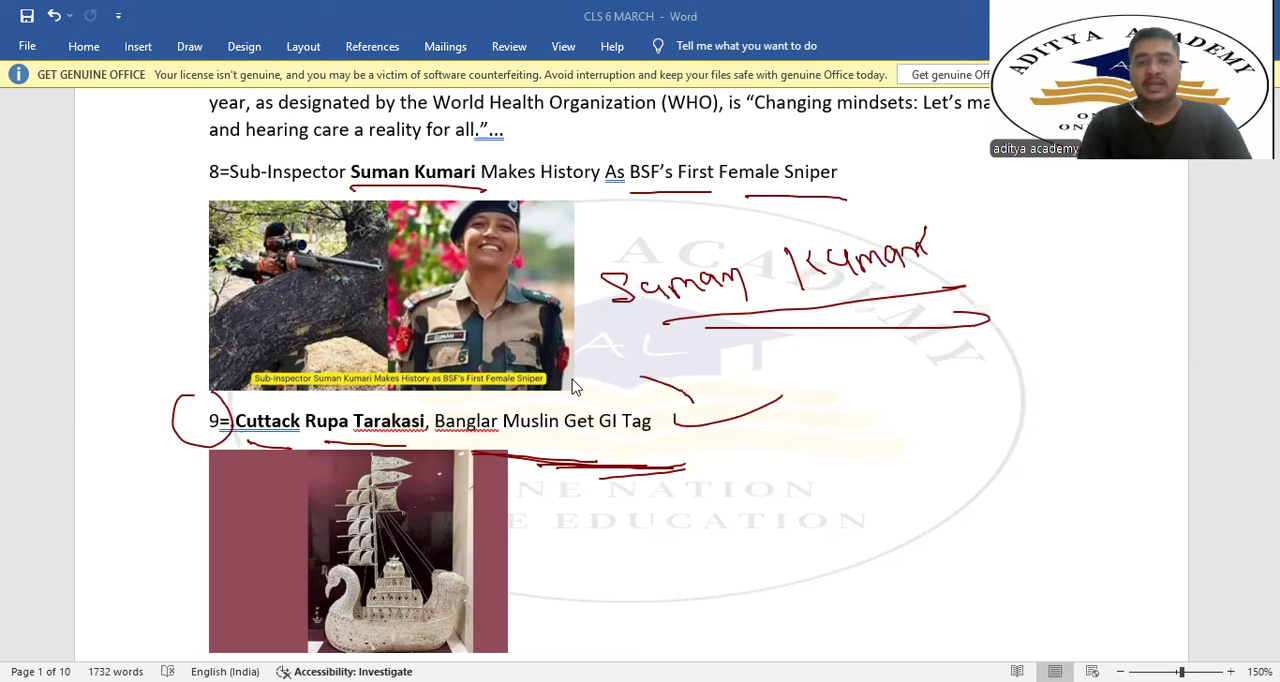 CLS 6 MARCH - Word
File Home Insert Draw Design Layout References Mailings Review View Help Tell me what you want to do
GET GENUINE OFFICE Your license isn't genuine, and you may be a victim of software counterfeiting. Avoid interruption and keep your files safe with genuine Office today. Get genuine Off
ADITYA ACADEMY
aditya academy
year, as designated by the World Health Organization (WHO), is “Changing mindsets: Let’s ma
and hearing care a reality for all.”...
8=Sub-Inspector Suman Kumari Makes History As BSF’s First Female Sniper
SUMAN
Sub-Inspector Suman Kumari Makes History as BSF's First Female Sniper
Suman Kumari
ACADEMY
9=.Cuttack Rupa Tarakasi, Banglar Muslin Get GI Tag
NE NATION
E EDUCATION
Page 1 of 10 1732 words English (India) Accessibility: Investigate 150%